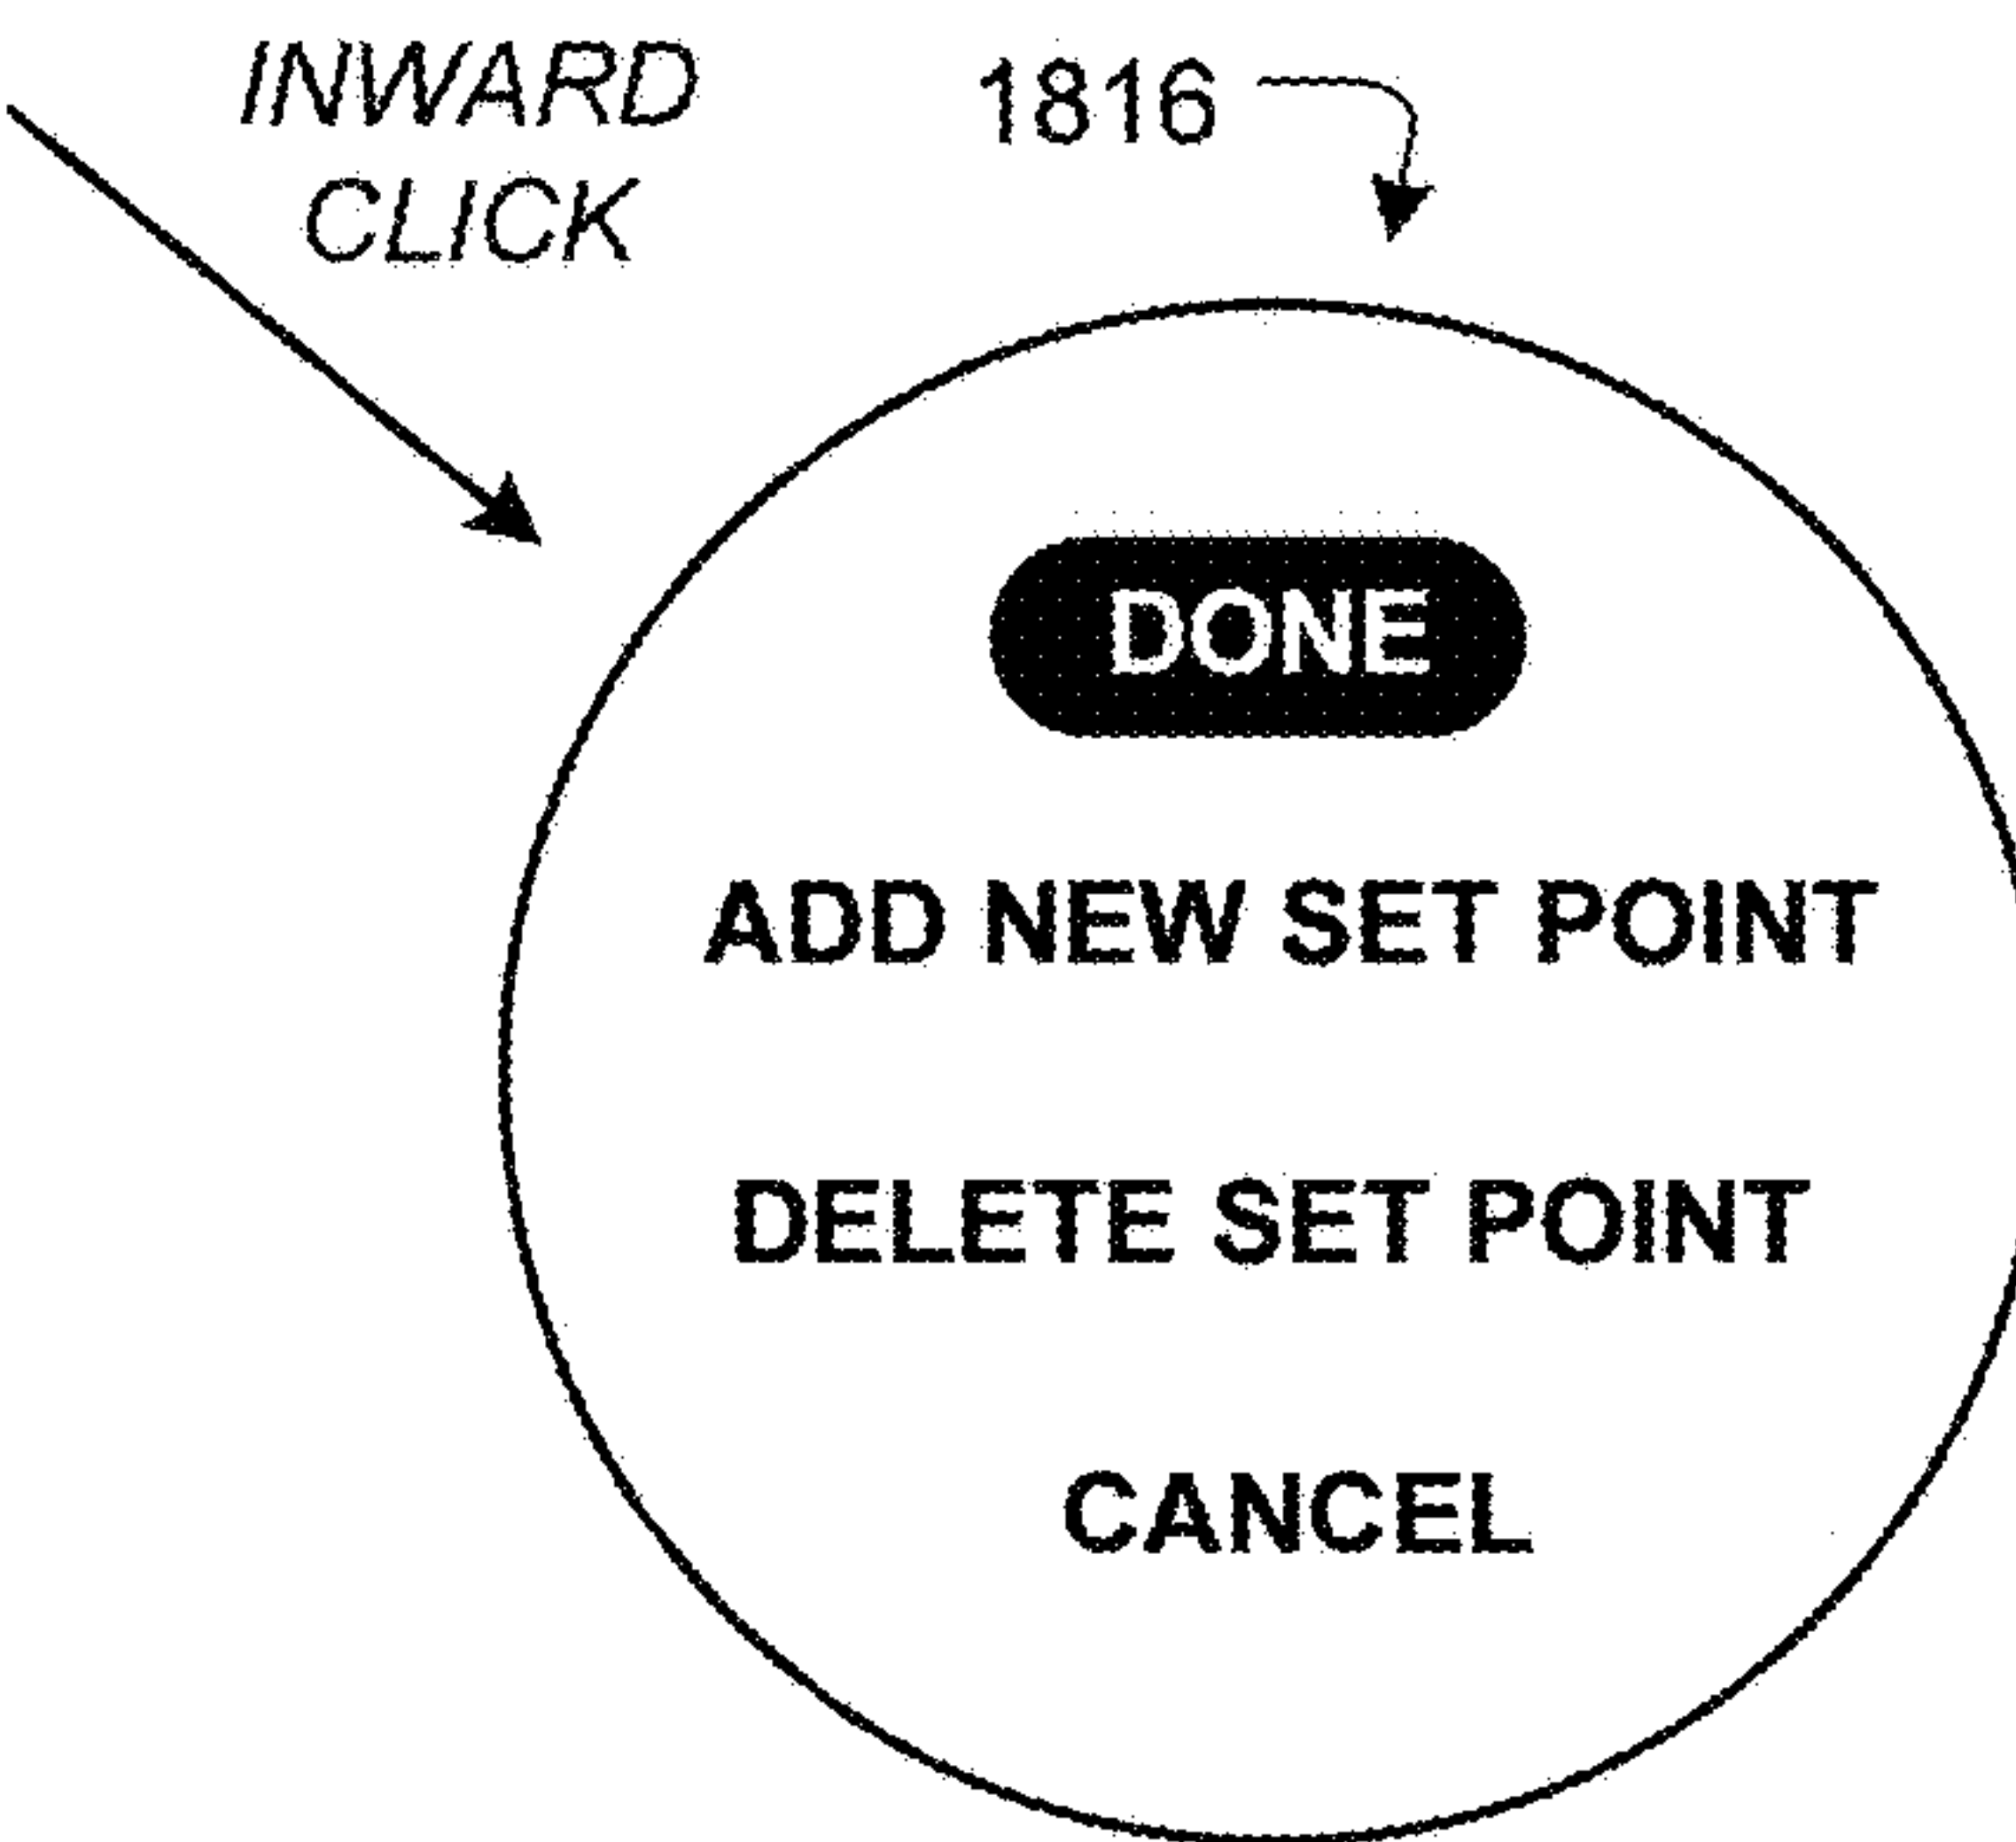 INWARD
CLICK
1816
DONE
ADD NEW SET POINT
DELETE SET POINT
CANCEL